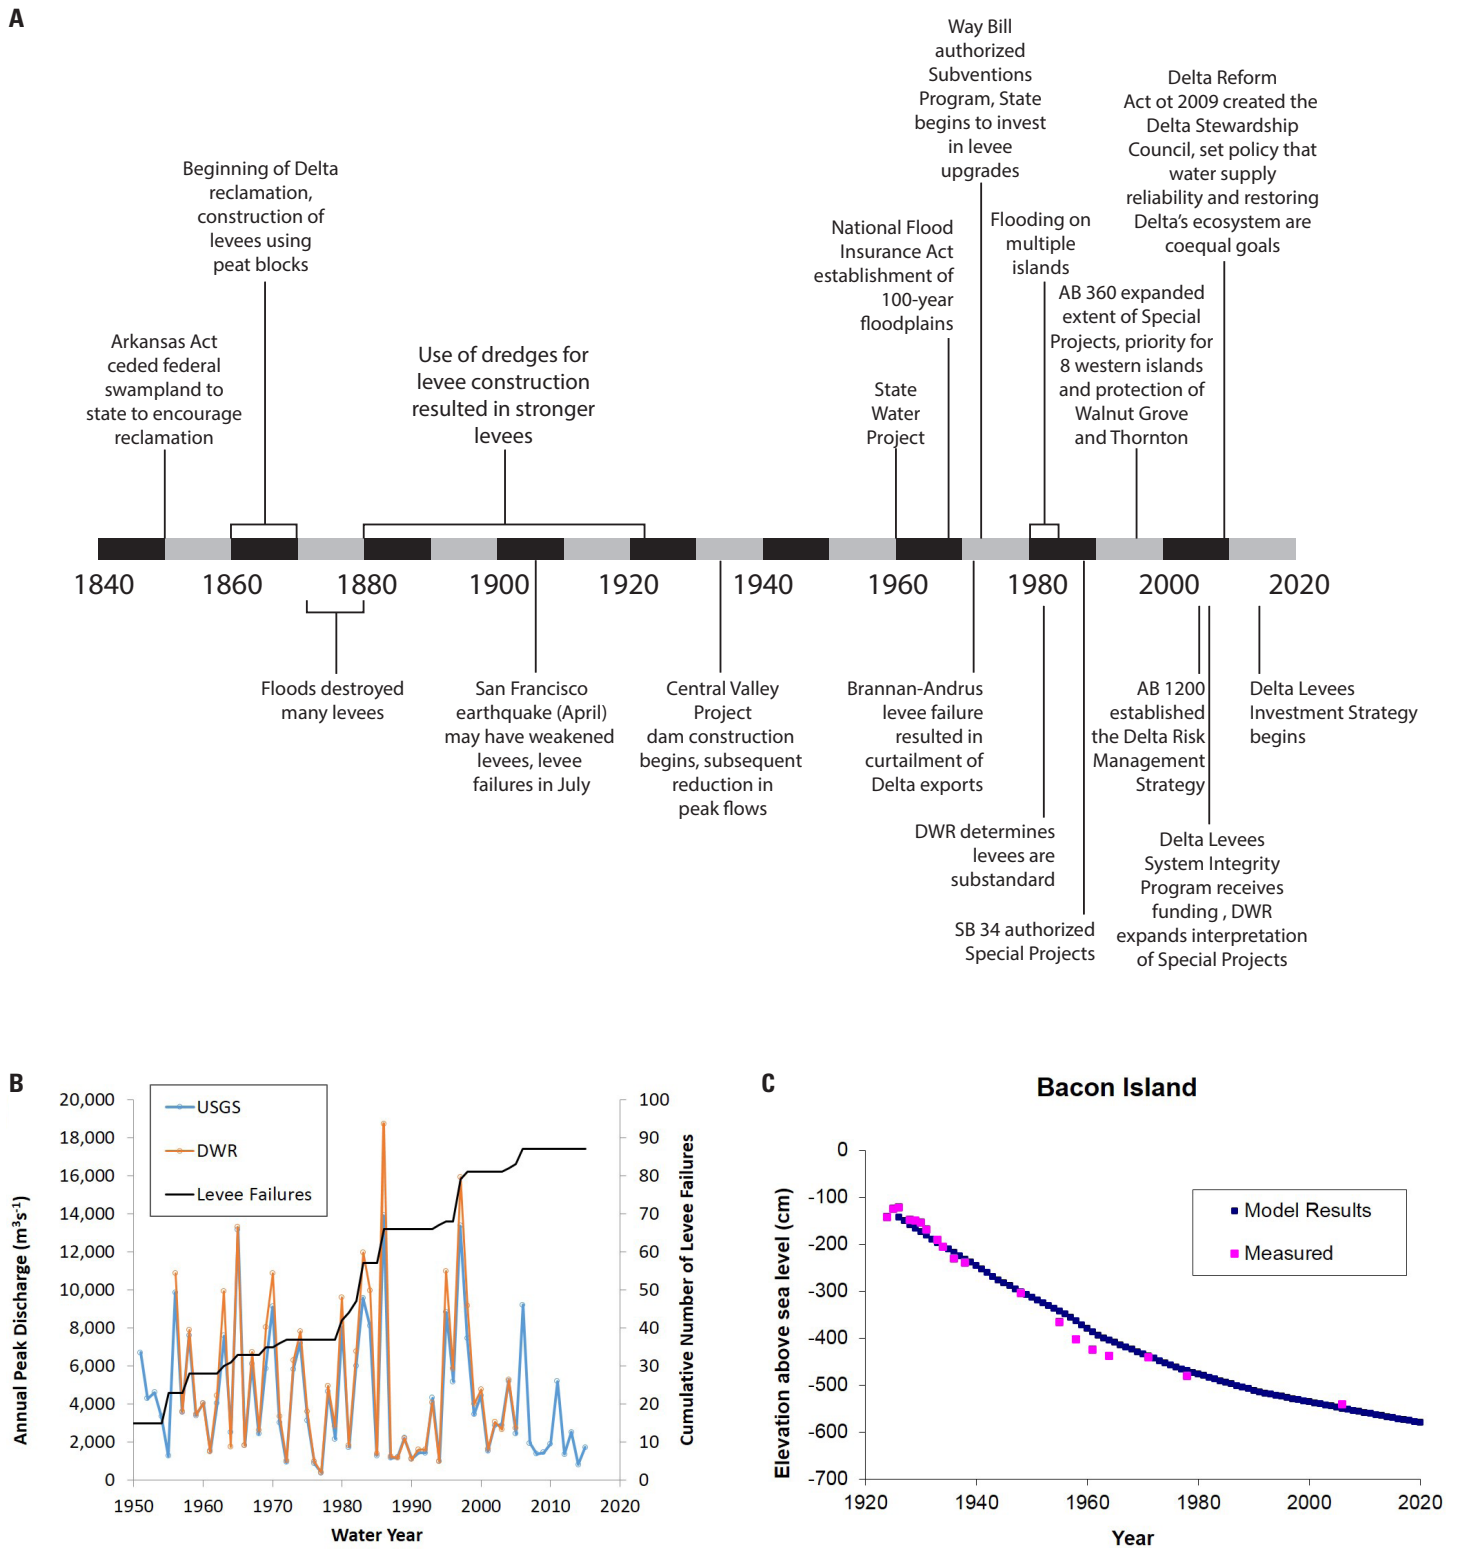 A
Way Bill
authorized
Subventions
Program, State
begins to invest
in levee
upgrades
Delta Reform
Act ot 2009 created the
Delta Stewardship
Council, set policy that
water supply
reliability and restoring
Delta's ecosystem are
coequal goals
Beginning of Delta
reclamation,
construction of
levees using
peat blocks
National Flood
Insurance Act
establishment of
100-year
floodplains
Flooding on
multiple
islands
AB 360 expanded
extent of Special
Projects, priority for
8 western islands
and protection of
Walnut Grove
and Thornton
Arkansas Act
ceded federal
swampland to
state to encourage
reclamation
Use of dredges for
levee construction
resulted in stronger
levees
State
Water
Project
1840 1860 1880 1900 1920 1940 1960 1980 2000 2020
Floods destroyed
many levees
San Francisco
earthquake (April)
may have weakened
levees, levee
failures in July
Central Valley
Project
dam construction
begins, subsequent
reduction in
peak flows
Brannan-Andrus
levee failure
resulted in
curtailment of
Delta exports
AB 1200
established
the Delta Risk
Management
Strategy
Delta Levees
Investment Strategy
begins
DWR determines
levees are
substandard
Delta Levees
System Integrity
Program receives
funding , DWR
expands interpretation
of Special Projects
SB 34 authorized
Special Projects
B
20,000
18,000
16,000
14,000
12,000
10,000
8,000
6,000
4,000
2,000
0
Annual Peak Discharge (m³s⁻¹)
USGS
DWR
Levee Failures
100
90
80
70
60
50
40
30
20
10
0
Cumulative Number of Levee Failures
1950 1960 1970 1980 1990 2000 2010 2020
Water Year
C
Bacon Island
0
-100
-200
-300
-400
-500
-600
-700
Elevation above sea level (cm)
Model Results
Measured
1920 1940 1960 1980 2000 2020
Year